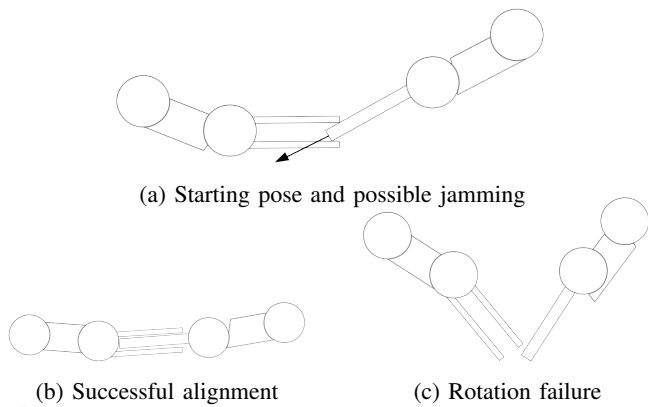 (a) Starting pose and possible jamming
(b) Successful alignment
(c) Rotation failure